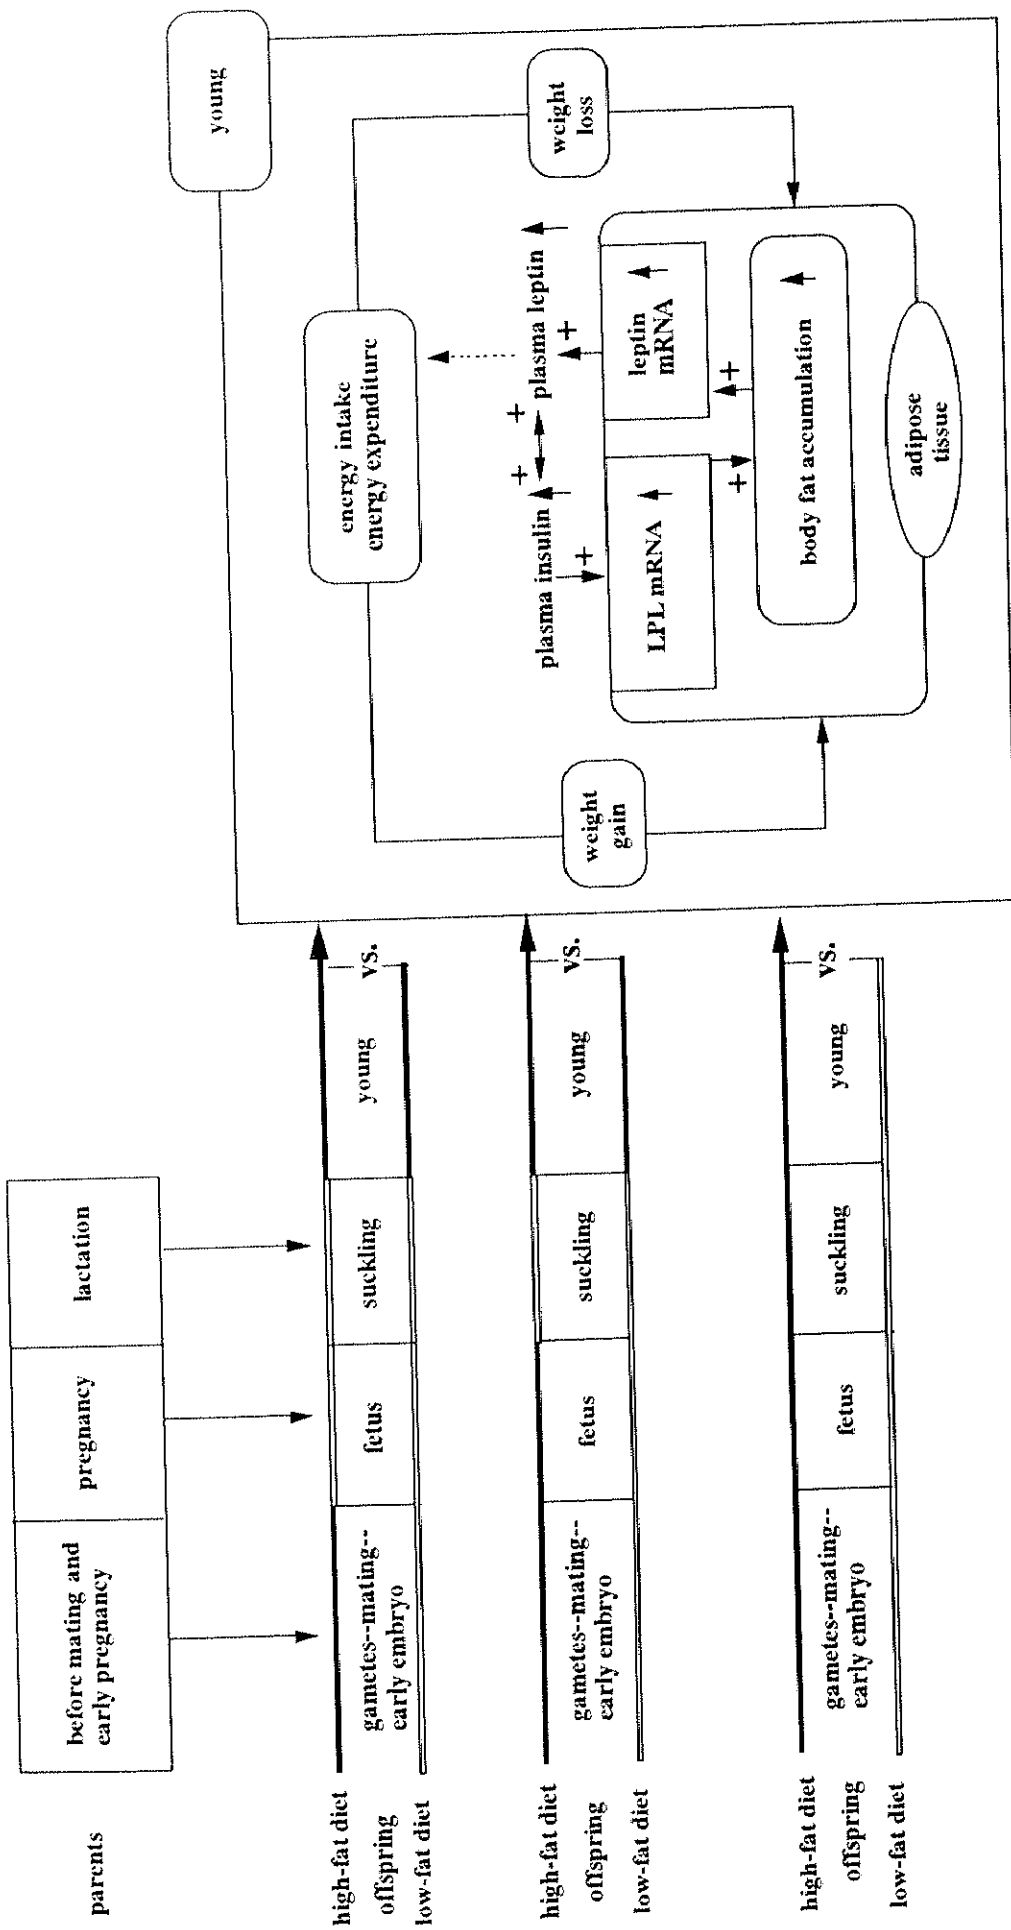 parents
before mating and
early pregnancy
pregnancy
lactation
high-fat diet
offspring
low-fat diet
gametes--mating--
early embryo
fetus
suckling
young
vs.
high-fat diet
offspring
low-fat diet
gametes--mating--
early embryo
fetus
suckling
young
vs.
high-fat diet
offspring
low-fat diet
gametes--mating--
early embryo
fetus
suckling
young
vs.
young
energy intake
energy expenditure
weight
gain
weight
loss
plasma insulin
+
+
plasma leptin
+
+
LPL mRNA
leptin
mRNA
+
+
body fat accumulation
adipose
tissue